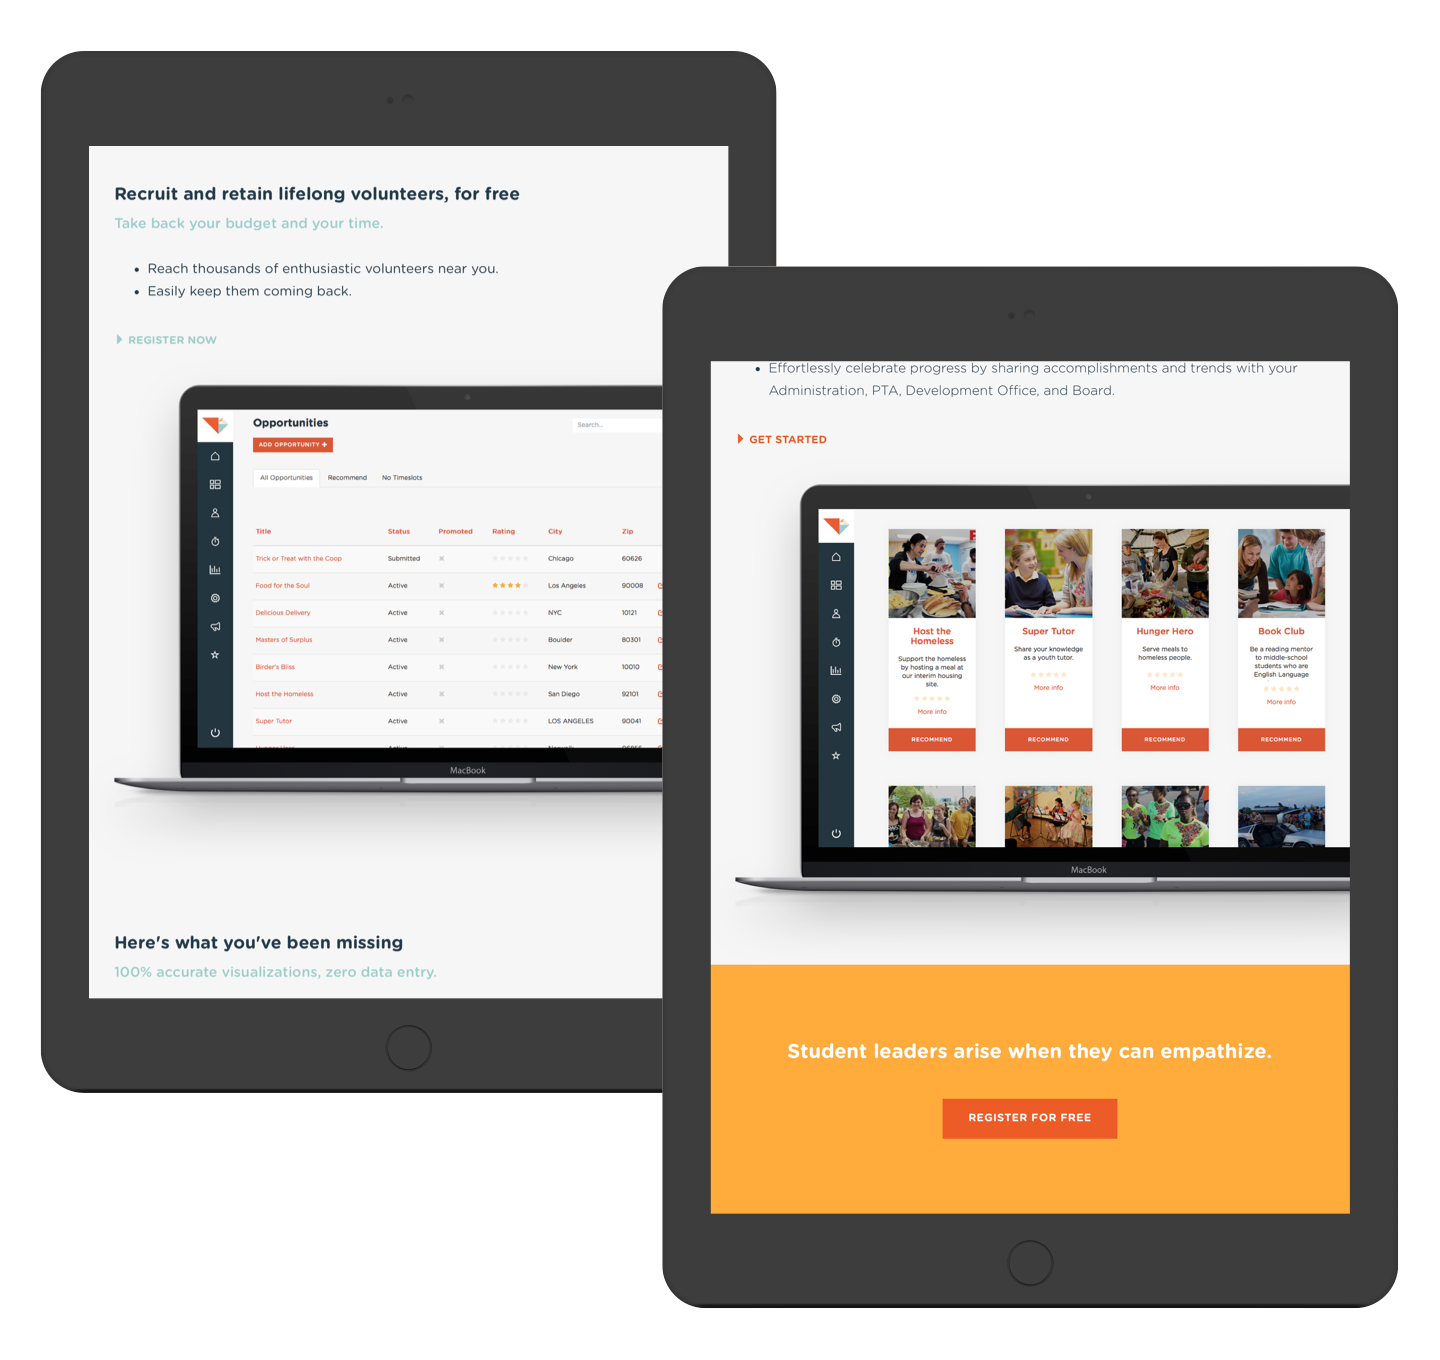 Recruit and retain lifelong volunteers, for free
Take back your budget and your time.
Reach thousands of enthusiastic volunteers near you.
Easily keep them coming back.
REGISTER NOW
Opportunities
Search...
ADD OPPORTUNITY +
All Opportunities Recommend No Timeslots
Title Status Promoted Rating City Zip
Trick or Treat with the Coop Submitted Chicago 60626
Food for the Soul Active Los Angeles 90008
Delicious Delivery Active NYC 10121
Masters of Surplus Active Boulder 80301
Birder's Bliss Active New York 10010
Host the Homeless Active San Diego 92101
Super Tutor Active LOS ANGELES 90041
MacBook
Here's what you've been missing
100% accurate visualizations, zero data entry.
Effortlessly celebrate progress by sharing accomplishments and trends with your
Administration, PTA, Development Office, and Board.
GET STARTED
Host the
Homeless
Support the homeless
by hosting a meal at
our interim housing
site.
More info
RECOMMEND
Super Tutor
Share your knowledge
as a youth tutor.
More info
RECOMMEND
Hunger Hero
Serve meals to
homeless people.
More info
RECOMMEND
Book Club
Be a reading mentor
to middle-school
students who are
English Language
More info
RECOMMEND
MacBook
Student leaders arise when they can empathize.
REGISTER FOR FREE